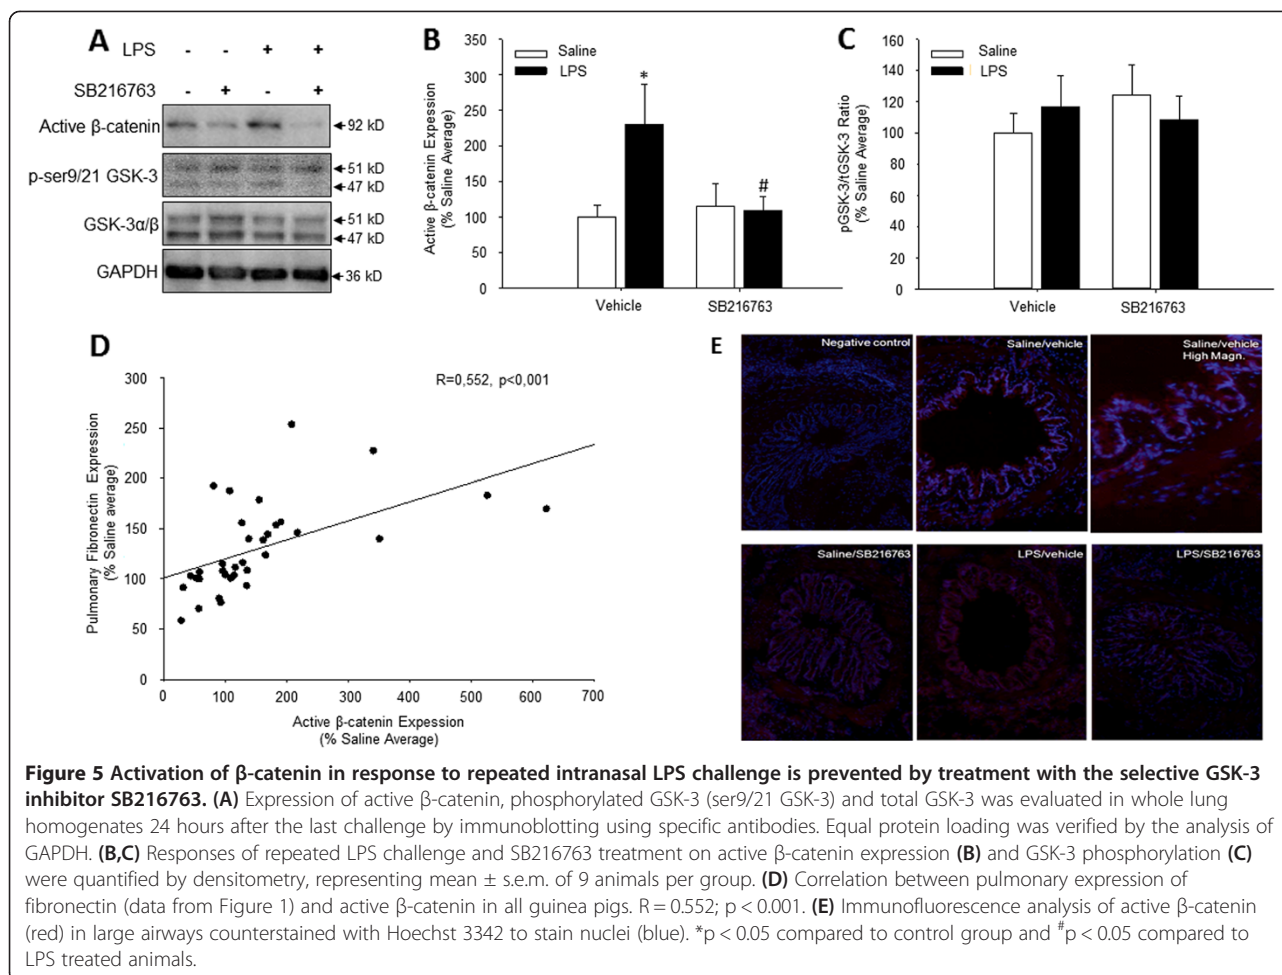 A
LPS - - + +
SB216763 - + - +
Active β-catenin 92 kD
p-ser9/21 GSK-3 51 kD
47 kD
GSK-3α/β 51 kD
47 kD
GAPDH 36 kD
B
Saline
LPS
Active β-catenin Expession
(% Saline Average)
350
300
250
200
150
100
50
0
*
#
Vehicle SB216763
C
Saline
LPS
pGSK-3/tGSK-3 Ratio
(% Saline Average)
160
140
120
100
80
60
40
20
0
Vehicle SB216763
D
R=0,552, p<0,001
Pulmonary Fibronectin Expression
(% Saline average)
300
250
200
150
100
50
0
0 100 200 300 400 500 600 700
Active β-catenin Expession
(% Saline Average)
E
Negative control
Saline/vehicle
Saline/vehicle
High Magn.
Saline/SB216763
LPS/vehicle
LPS/SB216763
Figure 5 Activation of β-catenin in response to repeated intranasal LPS challenge is prevented by treatment with the selective GSK-3
inhibitor SB216763. (A) Expression of active β-catenin, phosphorylated GSK-3 (ser9/21 GSK-3) and total GSK-3 was evaluated in whole lung
homogenates 24 hours after the last challenge by immunoblotting using specific antibodies. Equal protein loading was verified by the analysis of
GAPDH. (B,C) Responses of repeated LPS challenge and SB216763 treatment on active β-catenin expression (B) and GSK-3 phosphorylation (C)
were quantified by densitometry, representing mean ± s.e.m. of 9 animals per group. (D) Correlation between pulmonary expression of
fibronectin (data from Figure 1) and active β-catenin in all guinea pigs. R = 0.552; p < 0.001. (E) Immunofluorescence analysis of active β-catenin
(red) in large airways counterstained with Hoechst 3342 to stain nuclei (blue). *p < 0.05 compared to control group and #p < 0.05 compared to
LPS treated animals.